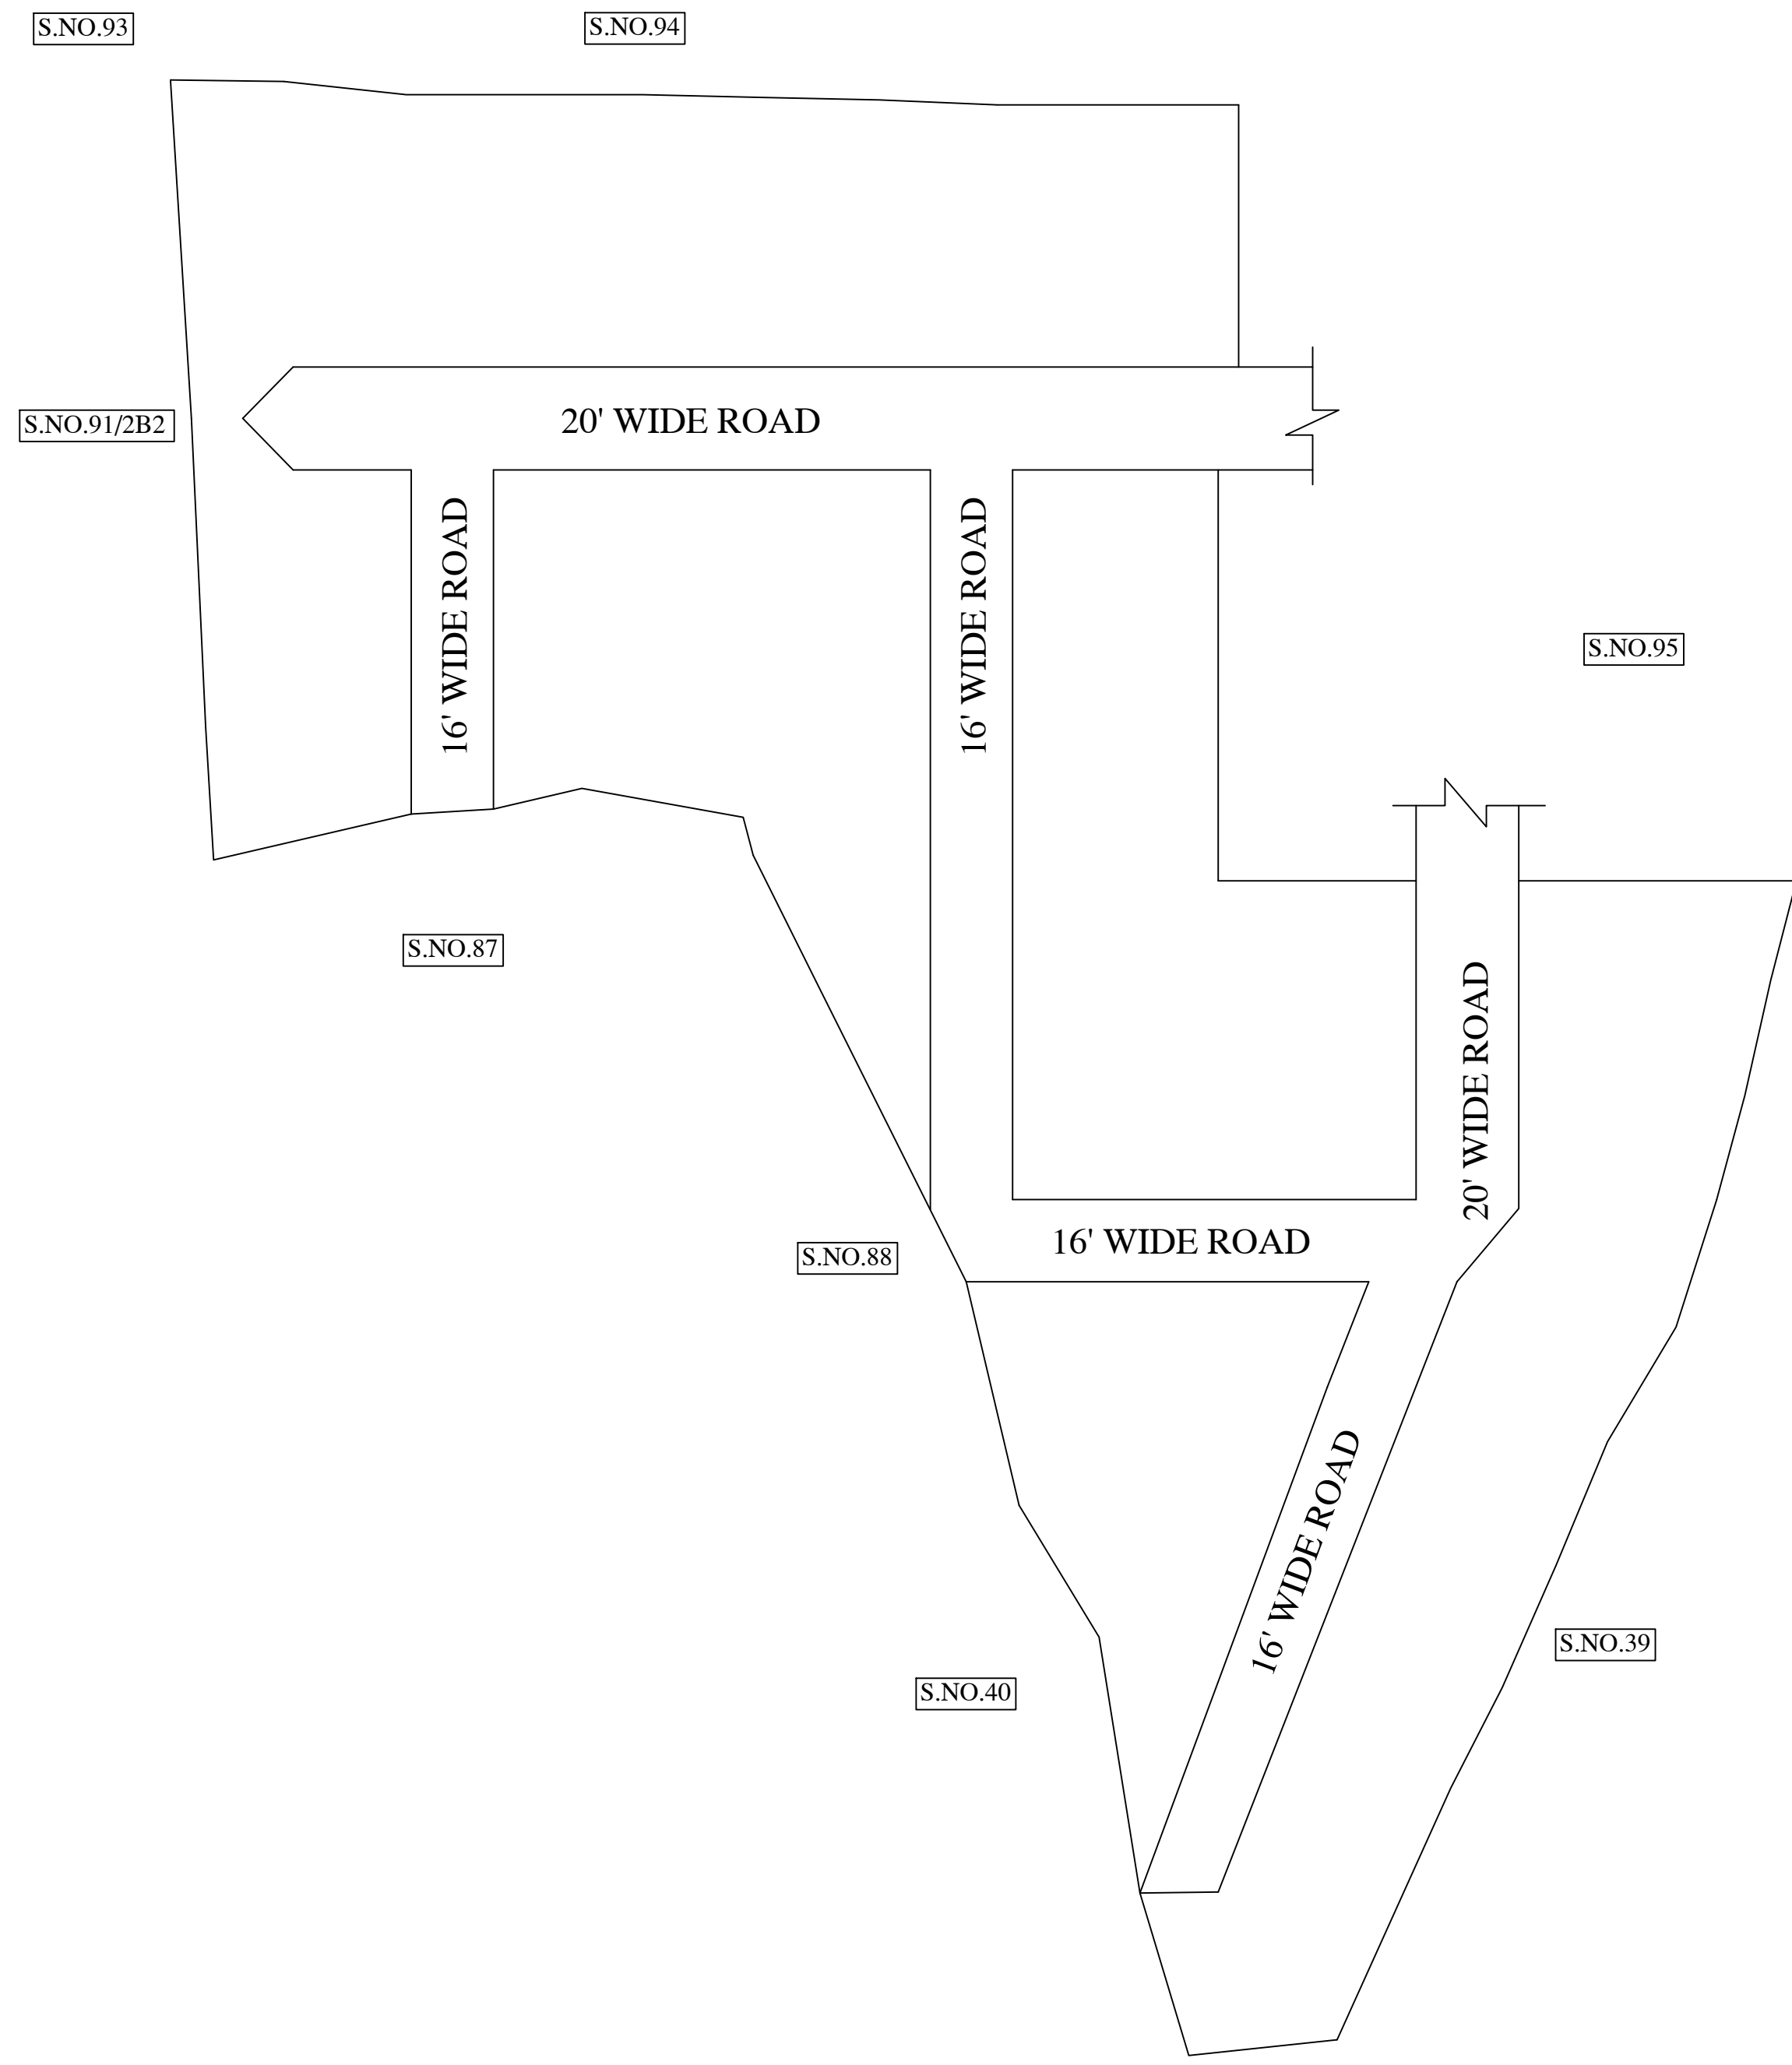 S.NO.93
S.NO.94
20' WIDE ROAD
S.NO.91/2B2
16' WIDE ROAD
16' WIDE ROAD
S.NO.95
S.NO.87
20' WIDE ROAD
16' WIDE ROAD
S.NO.88
16' WIDE ROAD
S.NO.39
S.NO.40